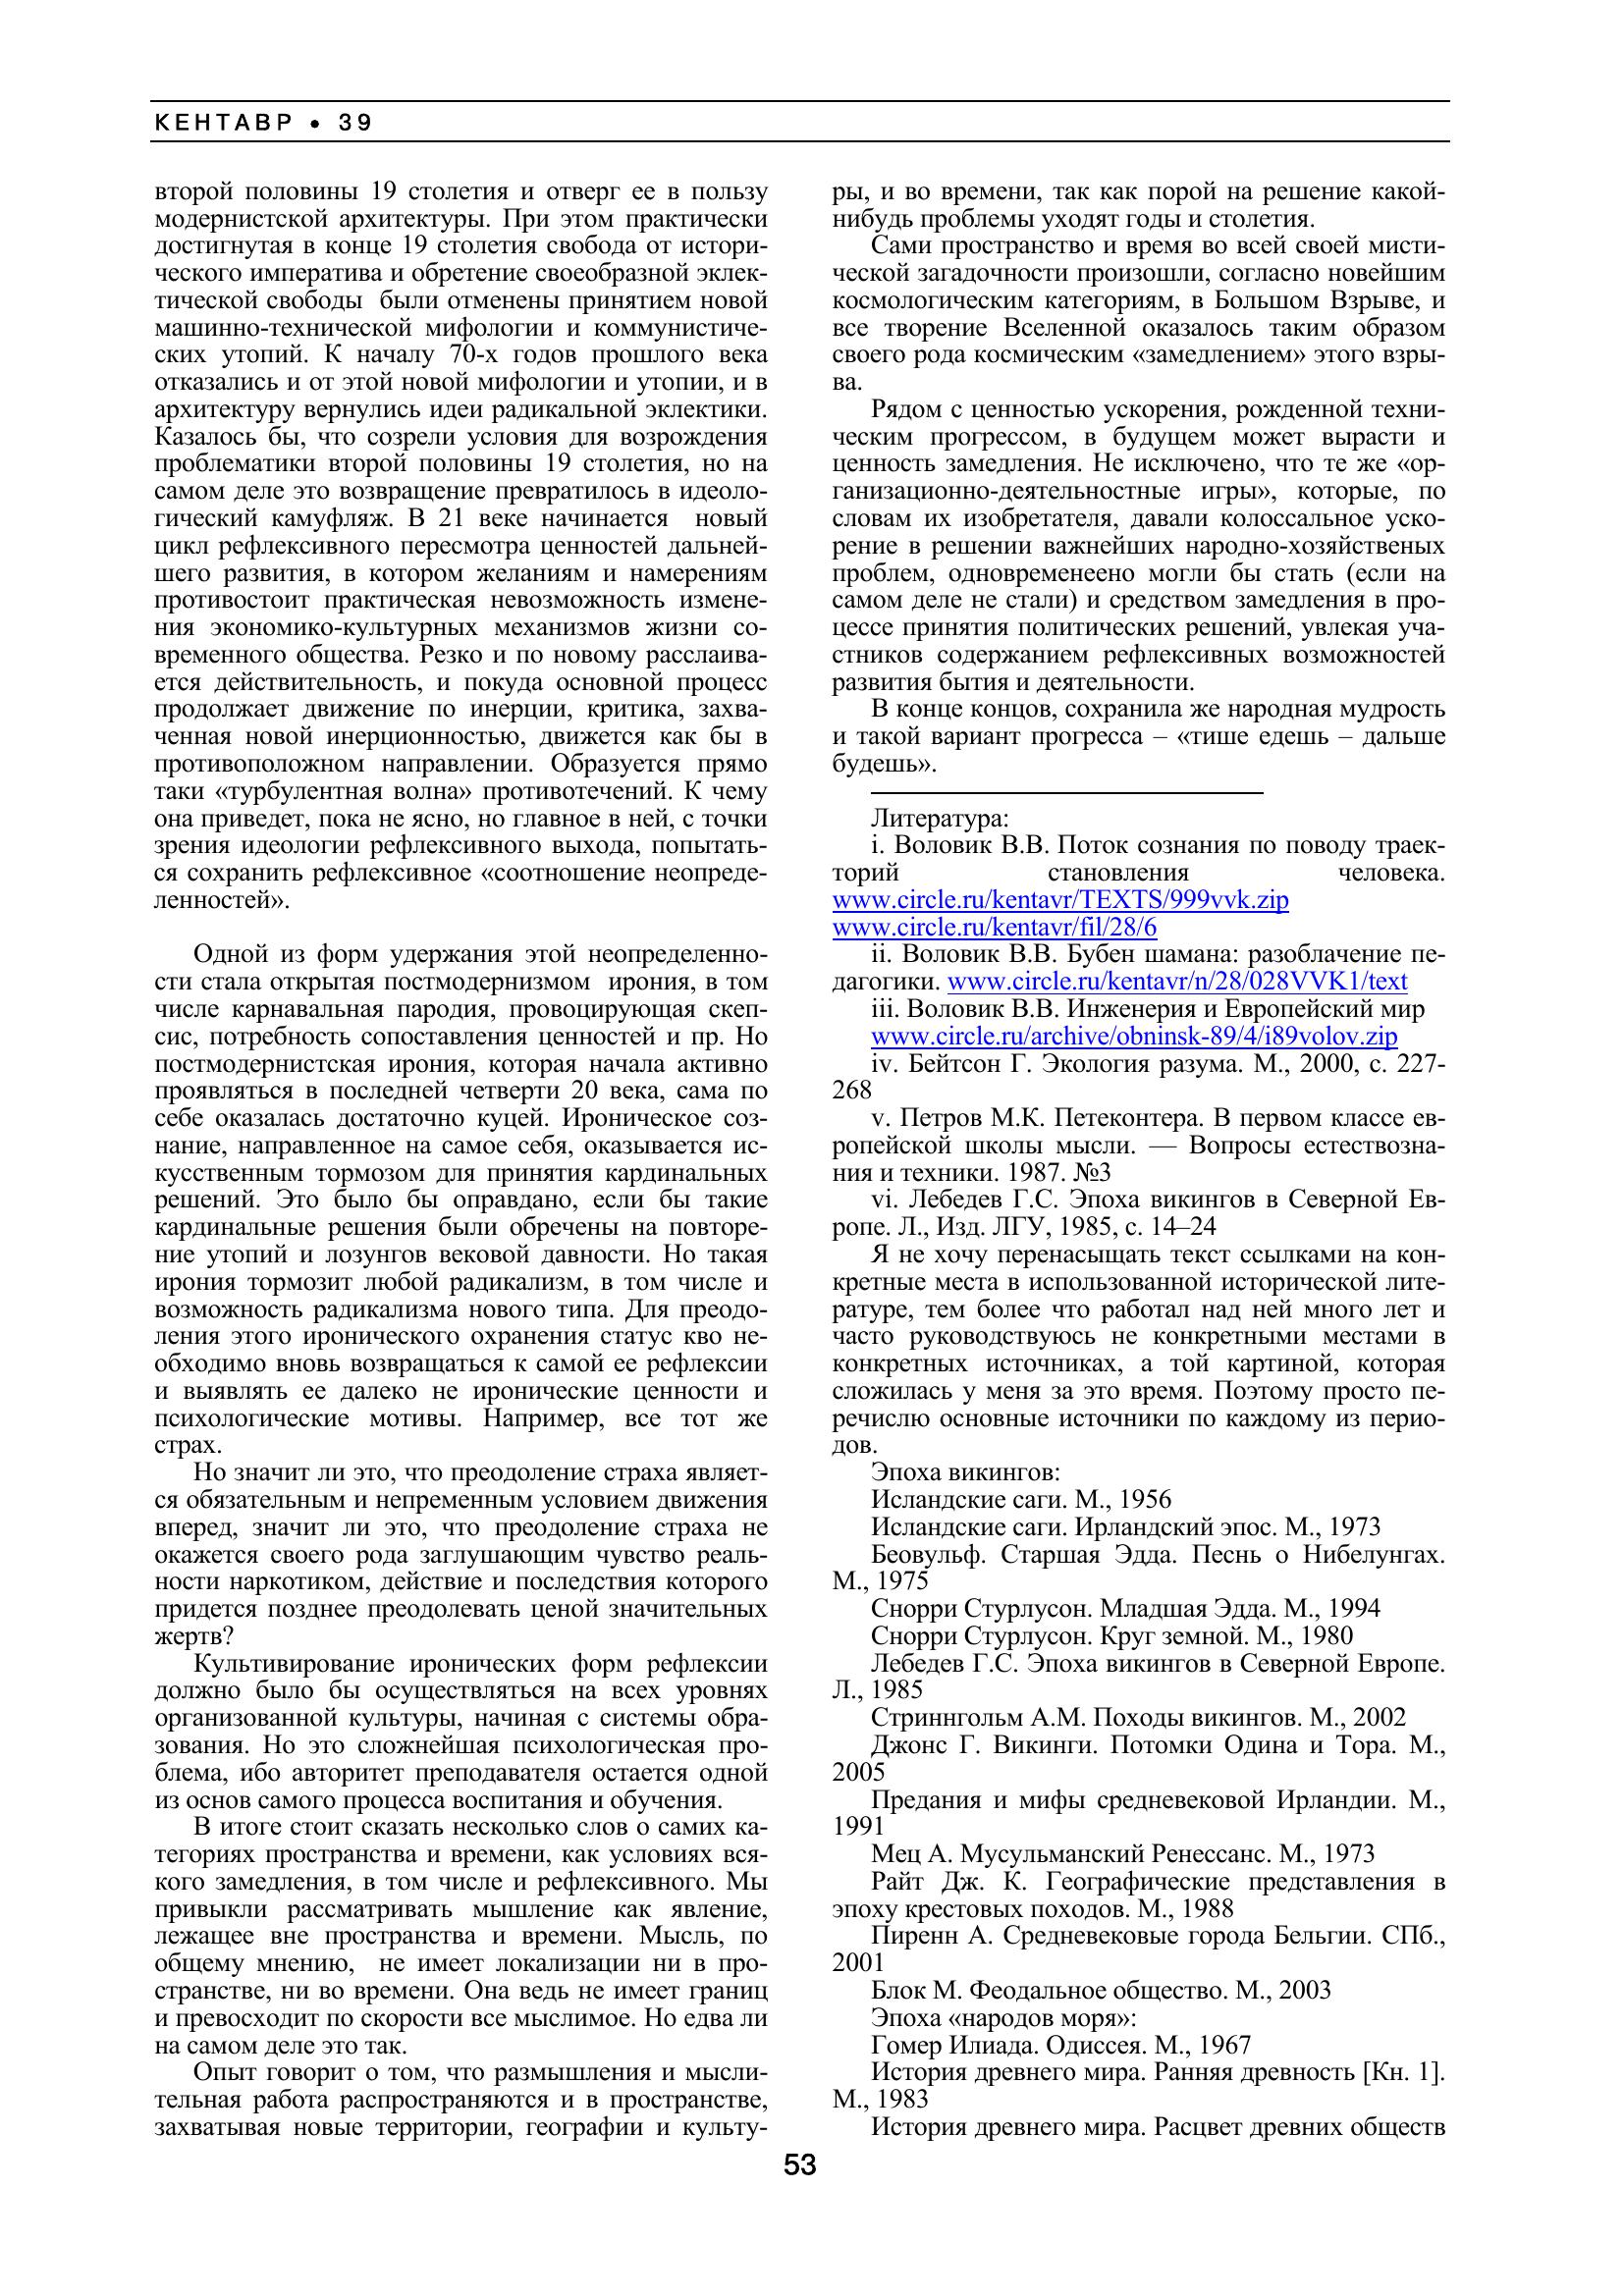 КЕНТАВР • 39
второй половины 19 столетия и отверг ее в пользу
модернистской архитектуры. При этом практически
достигнутая в конце 19 столетия свобода от истори-
ческого императива и обретение своеобразной эклек-
тической свободы были отменены принятием новой
машинно-технической мифологии и коммунистиче-
ских утопий. К началу 70-х годов прошлого века
отказались и от этой новой мифологии и утопии, и в
архитектуру вернулись идеи радикальной эклектики.
Казалось бы, что созрели условия для возрождения
проблематики второй половины 19 столетия, но на
самом деле это возвращение превратилось в идеоло-
гический камуфляж. В 21 веке начинается новый
цикл рефлексивного пересмотра ценностей дальней-
шего развития, в котором желаниям и намерениям
противостоит практическая невозможность измене-
ния экономико-культурных механизмов жизни со-
временного общества. Резко и по новому расслаива-
ется действительность, и покуда основной процесс
продолжает движение по инерции, критика, захва-
ченная новой инерционностью, движется как бы в
противоположном направлении. Образуется прямо
таки «турбулентная волна» противотечений. К чему
она приведет, пока не ясно, но главное в ней, с точки
зрения идеологии рефлексивного выхода, попытать-
ся сохранить рефлексивное «соотношение неопреде-
ленностей».
Одной из форм удержания этой неопределенно-
сти стала открытая постмодернизмом ирония, в том
числе карнавальная пародия, провоцирующая скеп-
сис, потребность сопоставления ценностей и пр. Но
постмодернистская ирония, которая начала активно
проявляться в последней четверти 20 века, сама по
себе оказалась достаточно куцей. Ироническое соз-
нание, направленное на самое себя, оказывается ис-
кусственным тормозом для принятия кардинальных
решений. Это было бы оправдано, если бы такие
кардинальные решения были обречены на повторе-
ние утопий и лозунгов вековой давности. Но такая
ирония тормозит любой радикализм, в том числе и
возможность радикализма нового типа. Для преодо-
ления этого иронического охранения статус кво не-
обходимо вновь возвращаться к самой ее рефлексии
и выявлять ее далеко не иронические ценности и
психологические мотивы. Например, все тот же
страх.
Но значит ли это, что преодоление страха являет-
ся обязательным и непременным условием движения
вперед, значит ли это, что преодоление страха не
окажется своего рода заглушающим чувство реаль-
ности наркотиком, действие и последствия которого
придется позднее преодолевать ценой значительных
жертв?
Культивирование иронических форм рефлексии
должно было бы осуществляться на всех уровнях
организованной культуры, начиная с системы обра-
зования. Но это сложнейшая психологическая про-
блема, ибо авторитет преподавателя остается одной
из основ самого процесса воспитания и обучения.
В итоге стоит сказать несколько слов о самих ка-
тегориях пространства и времени, как условиях вся-
кого замедления, в том числе и рефлексивного. Мы
привыкли рассматривать мышление как явление,
лежащее вне пространства и времени. Мысль, по
общему мнению, не имеет локализации ни в про-
странстве, ни во времени. Она ведь не имеет границ
и превосходит по скорости все мыслимое. Но едва ли
на самом деле это так.
Опыт говорит о том, что размышления и мысли-
тельная работа распространяются и в пространстве,
захватывая новые территории, географии и культу-
ры, и во времени, так как порой на решение какой-
нибудь проблемы уходят годы и столетия.
Сами пространство и время во всей своей мисти-
ческой загадочности произошли, согласно новейшим
космологическим категориям, в Большом Взрыве, и
все творение Вселенной оказалось таким образом
своего рода космическим «замедлением» этого взры-
ва.
Рядом с ценностью ускорения, рожденной техни-
ческим прогрессом, в будущем может вырасти и
ценность замедления. Не исключено, что те же «ор-
ганизационно-деятельностные игры», которые, по
словам их изобретателя, давали колоссальное уско-
рение в решении важнейших народно-хозяйственых
проблем, одновременеено могли бы стать (если на
самом деле не стали) и средством замедления в про-
цессе принятия политических решений, увлекая уча-
стников содержанием рефлексивных возможностей
развития бытия и деятельности.
В конце концов, сохранила же народная мудрость
и такой вариант прогресса – «тише едешь – дальше
будешь».
Литература:
i. Воловик В.В. Поток сознания по поводу траек-
торий становления человека.
www.circle.ru/kentavr/TEXTS/999vvk.zip
www.circle.ru/kentavr/fil/28/6
ii. Воловик В.В. Бубен шамана: разоблачение пе-
дагогики. www.circle.ru/kentavr/n/28/028VVK1/text
iii. Воловик В.В. Инженерия и Европейский мир
www.circle.ru/archive/obninsk-89/4/i89volov.zip
iv. Бейтсон Г. Экология разума. М., 2000, с. 227-
268
v. Петров М.К. Петеконтера. В первом классе ев-
ропейской школы мысли. — Вопросы естествозна-
ния и техники. 1987. №3
vi. Лебедев Г.С. Эпоха викингов в Северной Ев-
ропе. Л., Изд. ЛГУ, 1985, с. 14–24
Я не хочу перенасыщать текст ссылками на кон-
кретные места в использованной исторической лите-
ратуре, тем более что работал над ней много лет и
часто руководствуюсь не конкретными местами в
конкретных источниках, а той картиной, которая
сложилась у меня за это время. Поэтому просто пе-
речислю основные источники по каждому из перио-
дов.
Эпоха викингов:
Исландские саги. М., 1956
Исландские саги. Ирландский эпос. М., 1973
Беовульф. Старшая Эдда. Песнь о Нибелунгах.
М., 1975
Снорри Стурлусон. Младшая Эдда. М., 1994
Снорри Стурлусон. Круг земной. М., 1980
Лебедев Г.С. Эпоха викингов в Северной Европе.
Л., 1985
Стриннгольм А.М. Походы викингов. М., 2002
Джонс Г. Викинги. Потомки Одина и Тора. М.,
2005
Предания и мифы средневековой Ирландии. М.,
1991
Мец А. Мусульманский Ренессанс. М., 1973
Райт Дж. К. Географические представления в
эпоху крестовых походов. М., 1988
Пиренн А. Средневековые города Бельгии. СПб.,
2001
Блок М. Феодальное общество. М., 2003
Эпоха «народов моря»:
Гомер Илиада. Одиссея. М., 1967
История древнего мира. Ранняя древность [Кн. 1].
М., 1983
История древнего мира. Расцвет древних обществ
53